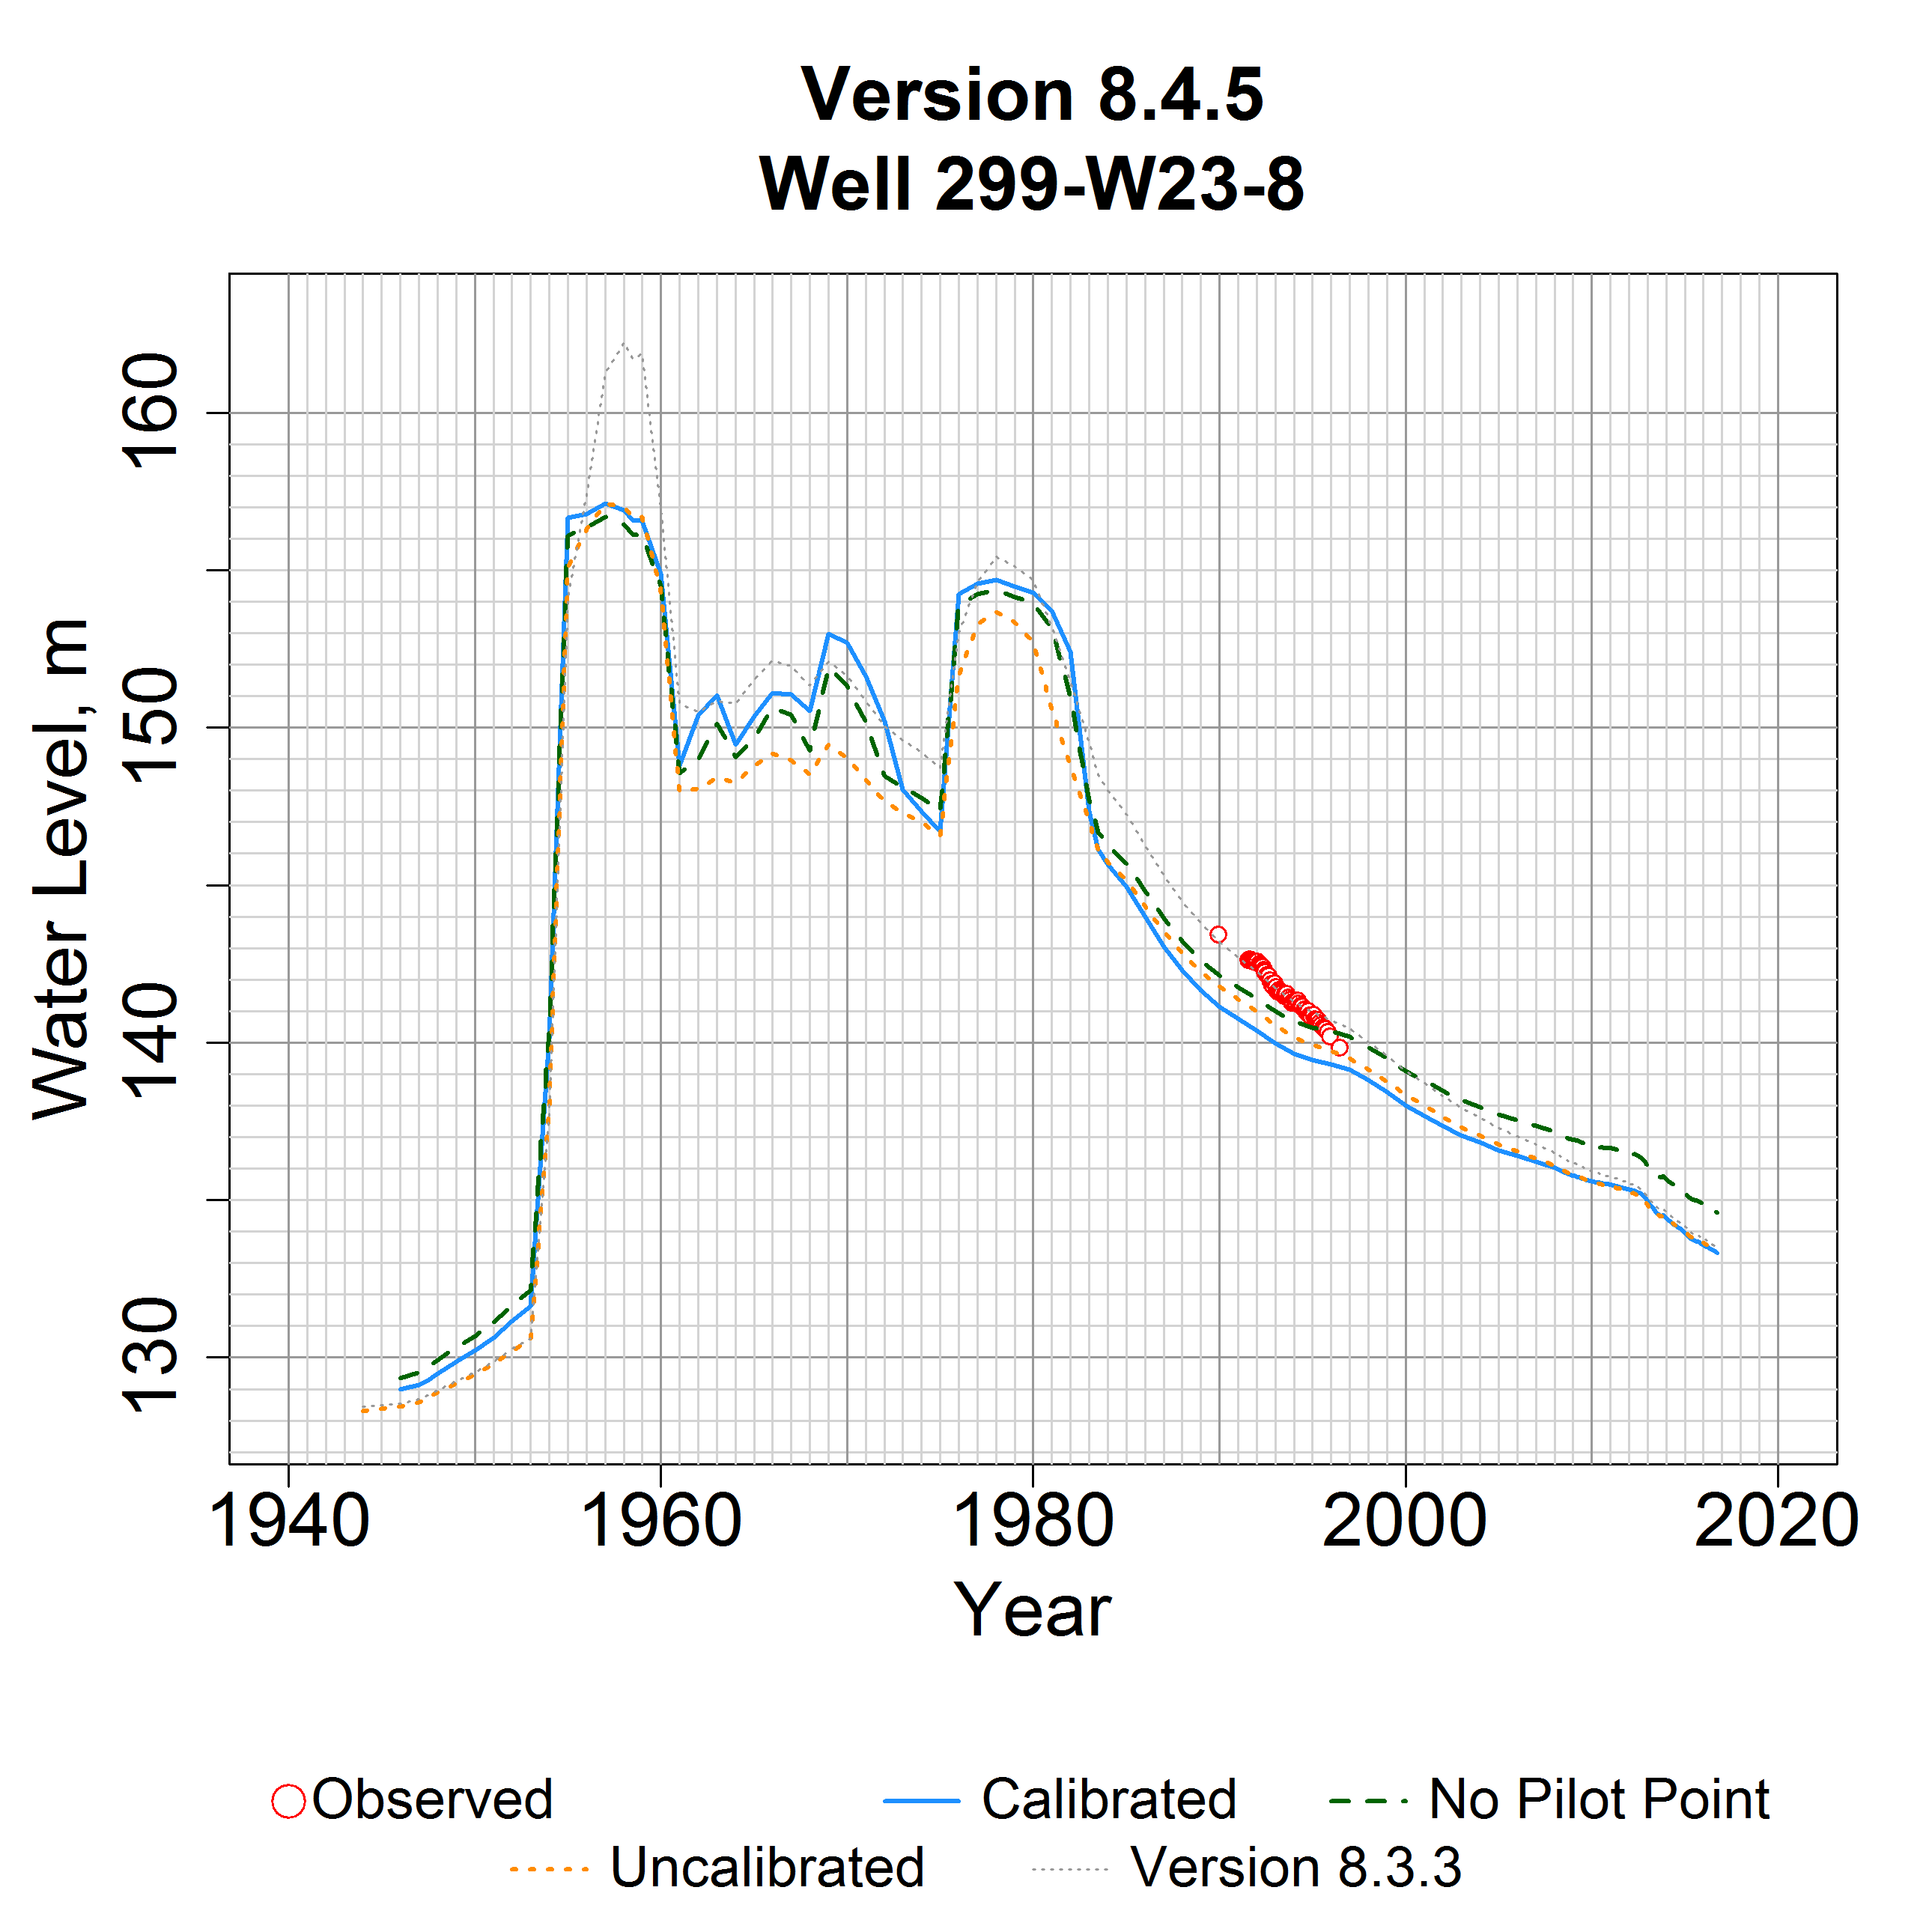 Version 8.4.5
Well 299-W23-8
Water Level, m
160
150
140
130
1940 1960 1980 2000 2020
Year
Observed Calibrated No Pilot Point
Uncalibrated Version 8.3.3